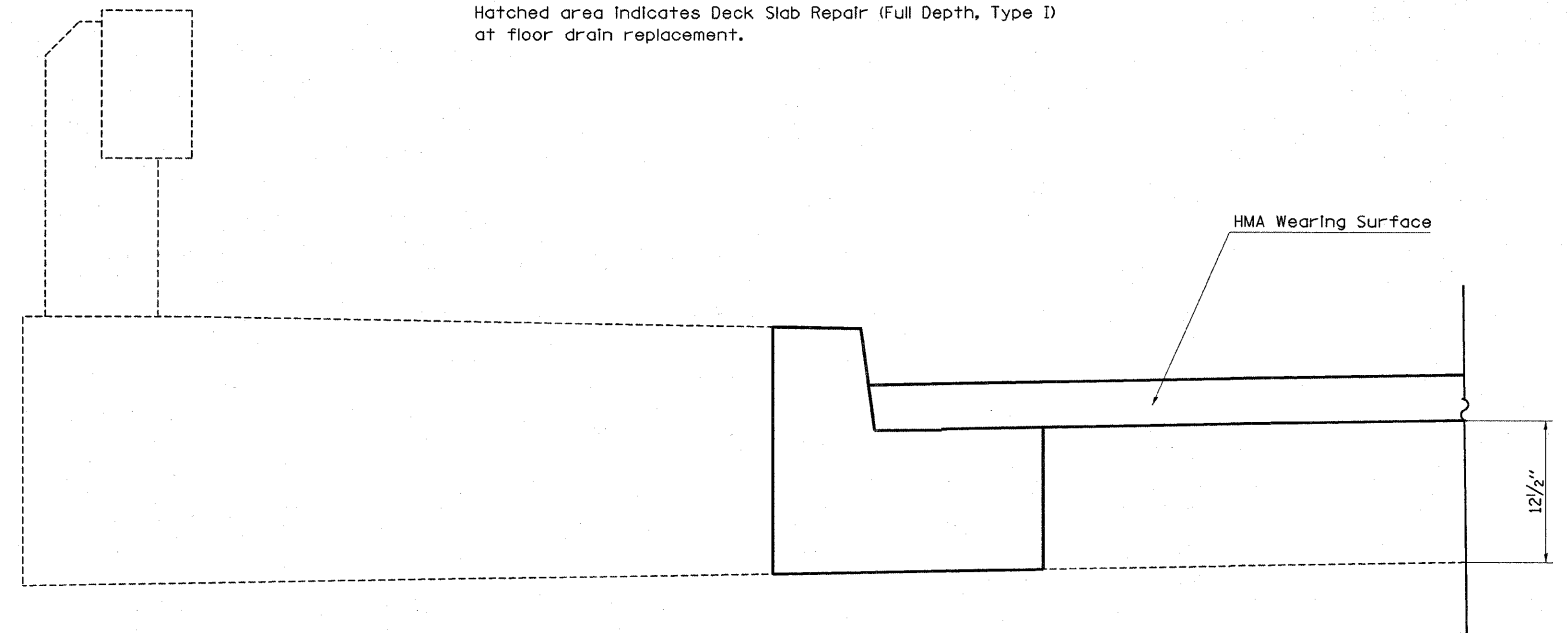 Hatched area indicates Deck Slab Repair (Full Depth, Type I)
at floor drain replacement.
HMA Wearing Surface
12½"